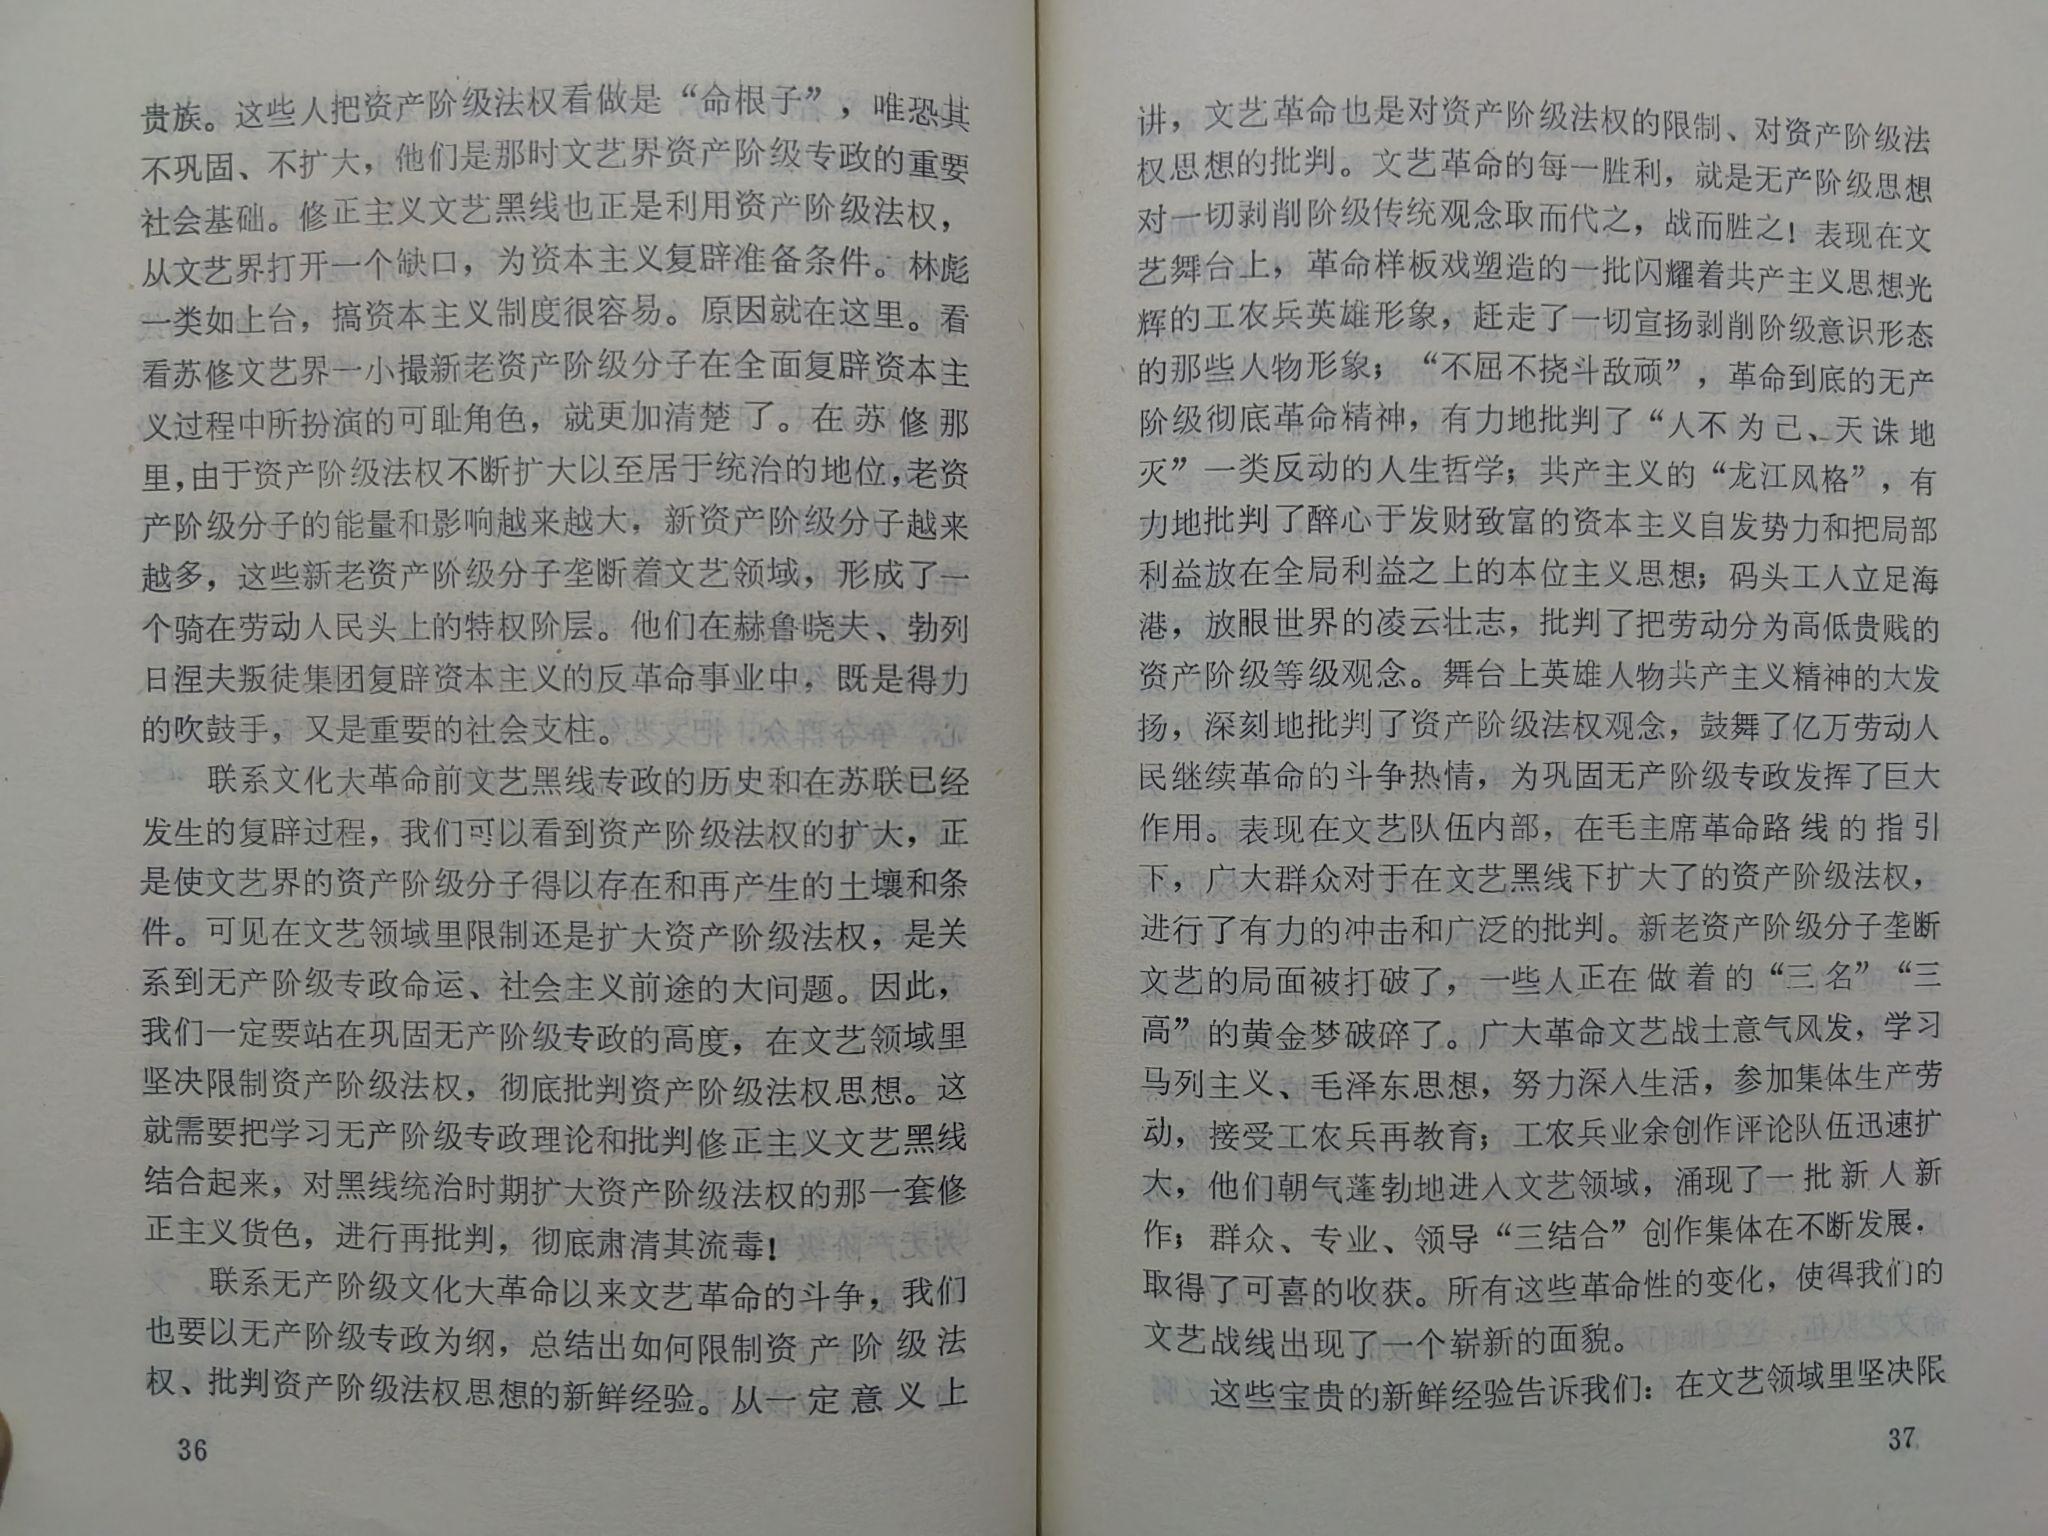 贵族。这些人把资产阶级法权看做是“命根子”，唯恐其
不巩固、不扩大，他们是那时文艺界资产阶级专政的重要
社会基础。修正主义文艺黑线也正是利用资产阶级法权，
从文艺界打开一个缺口，为资本主义复辟准备条件。林彪
一类如上台，搞资本主义制度很容易。原因就在这里。看
看苏修文艺界一小撮新老资产阶级分子在全面复辟资本主
义过程中所扮演的可耻角色，就更加清楚了。在苏修那
里，由于资产阶级法权不断扩大以至居于统治的地位，老资
产阶级分子的能量和影响越来越大，新资产阶级分子越来
越多，这些新老资产阶级分子垄断着文艺领域，形成了一
个骑在劳动人民头上的特权阶层。他们在赫鲁晓夫、勃列
日涅夫叛徒集团复辟资本主义的反革命事业中，既是得力
的吹鼓手，又是重要的社会支柱。
联系文化大革命前文艺黑线专政的历史和在苏联已经
发生的复辟过程，我们可以看到资产阶级法权的扩大，正
是使文艺界的资产阶级分子得以存在和再产生的土壤和条
件。可见在文艺领域里限制还是扩大资产阶级法权，是关
系到无产阶级专政命运、社会主义前途的大问题。因此，
我们一定要站在巩固无产阶级专政的高度，在文艺领域里
坚决限制资产阶级法权，彻底批判资产阶级法权思想。这
就需要把学习无产阶级专政理论和批判修正主义文艺黑线
结合起来，对黑线统治时期扩大资产阶级法权的那一套修
正主义货色，进行再批判，彻底肃清其流毒！
联系无产阶级文化大革命以来文艺革命的斗争，我们
也要以无产阶级专政为纲，总结出如何限制资产阶级法
权、批判资产阶级法权思想的新鲜经验。从一定意义上
36
讲，文艺革命也是对资产阶级法权的限制、对资产阶级法
权思想的批判。文艺革命的每一胜利，就是无产阶级思想
对一切剥削阶级传统观念取而代之，战而胜之！表现在文
艺舞台上，革命样板戏塑造的一批闪耀着共产主义思想光
辉的工农兵英雄形象，赶走了一切宣扬剥削阶级意识形态
的那些人物形象；“不屈不挠斗敌顽”，革命到底的无产
阶级彻底革命精神，有力地批判了“人不为己、天诛地
灭”一类反动的人生哲学；共产主义的“龙江风格”，有
力地批判了醉心于发财致富的资本主义自发势力和把局部
利益放在全局利益之上的本位主义思想；码头工人立足海
港，放眼世界的凌云壮志，批判了把劳动分为高低贵贱的
资产阶级等级观念。舞台上英雄人物共产主义精神的大发
扬，深刻地批判了资产阶级法权观念，鼓舞了亿万劳动人
民继续革命的斗争热情，为巩固无产阶级专政发挥了巨大
作用。表现在文艺队伍内部，在毛主席革命路线的指引
下，广大群众对于在文艺黑线下扩大了的资产阶级法权，
进行了有力的冲击和广泛的批判。新老资产阶级分子垄断
文艺的局面被打破了，一些人正在做着的“三名”“三
高”的黄金梦破碎了。广大革命文艺战士意气风发，学习
马列主义、毛泽东思想，努力深入生活，参加集体生产劳
动，接受工农兵再教育；工农兵业余创作评论队伍迅速扩
大，他们朝气蓬勃地进入文艺领域，涌现了一批新人新
作；群众、专业、领导“三结合”创作集体在不断发展．
取得了可喜的收获。所有这些革命性的变化，使得我们的
文艺战线出现了一个崭新的面貌。
这些宝贵的新鲜经验告诉我们：在文艺领域里坚决限
37